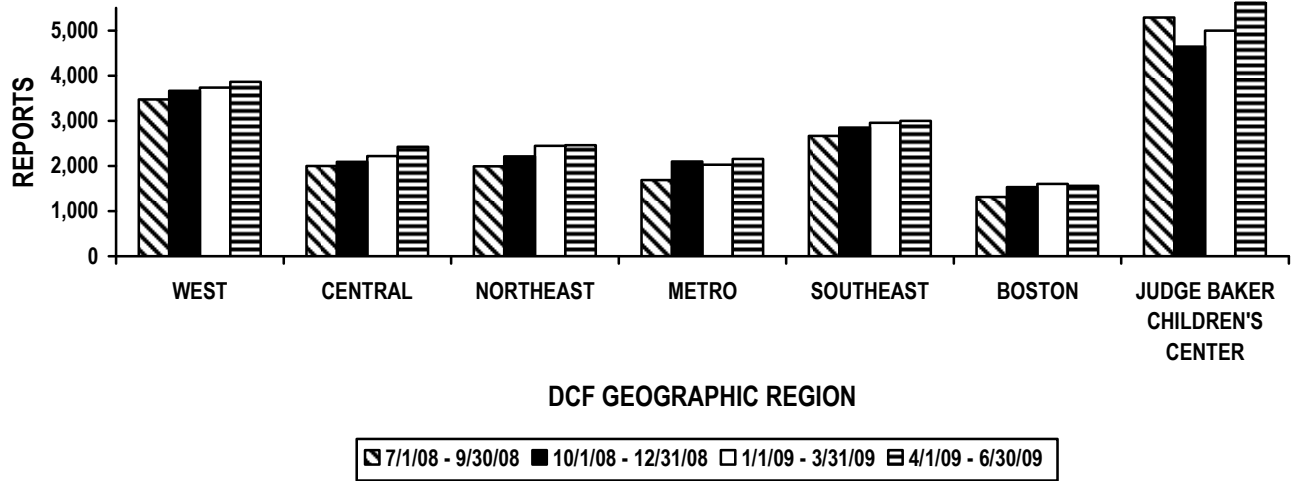 5,000
4,000
3,000
2,000
1,000
0
REPORTS
WEST
CENTRAL
NORTHEAST
METRO
SOUTHEAST
BOSTON
JUDGE BAKER
CHILDREN'S
CENTER
DCF GEOGRAPHIC REGION
7/1/08 - 9/30/08 10/1/08 - 12/31/08 1/1/09 - 3/31/09 4/1/09 - 6/30/09